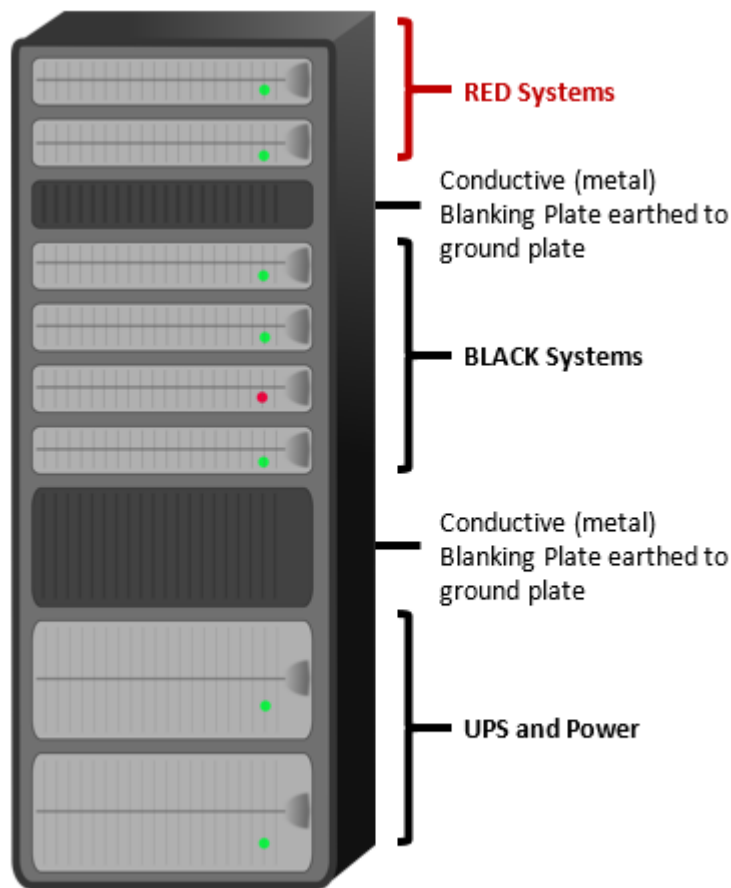 RED Systems
Conductive (metal)
Blanking Plate earthed to
ground plate
BLACK Systems
Conductive (metal)
Blanking Plate earthed to
ground plate
UPS and Power